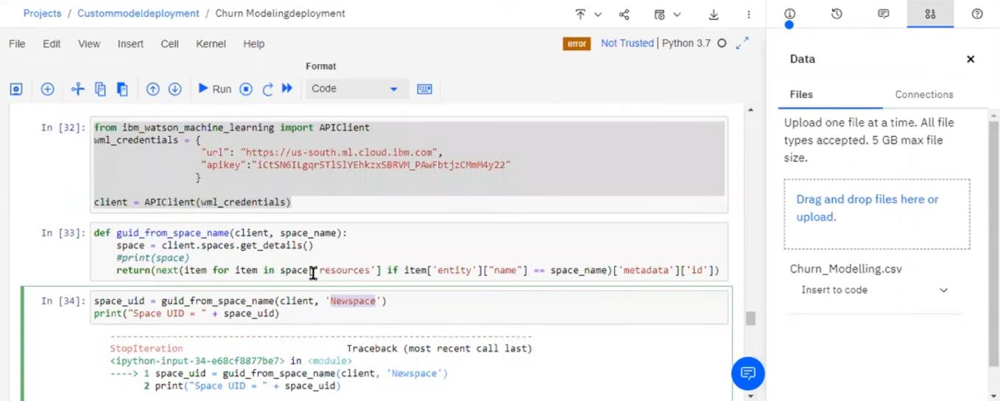 Projects / Custommodeldeployment / Churn Modelingdeployment
File Edit View Insert Cell Kernel Help
error Not Trusted | Python 3.7
Format
Run Code
In [32]: from ibm_watson_machine_learning import APIClient
wml_credentials = {
"url": "https://us-south.ml.cloud.ibm.com",
"apikey":"iCtSN6ILgqr5TlSlYEhkzxSBRVM_PAwFbtjzCMmM4y22"
}
client = APIClient(wml_credentials)
In [33]: def guid_from_space_name(client, space_name):
space = client.spaces.get_details()
#print(space)
return(next(item for item in space['resources'] if item['entity']["name"] == space_name)['metadata']['id'])
In [34]: space_uid = guid_from_space_name(client, 'Newspace')
print("Space UID = " + space_uid)
---------------------------------------------------------------------------
StopIteration Traceback (most recent call last)
<ipython-input-34-e68cf8877be7> in <module>
----> 1 space_uid = guid_from_space_name(client, 'Newspace')
2 print("Space UID = " + space_uid)
Data
Files Connections
Upload one file at a time. All file
types accepted. 5 GB max file
size.
Drag and drop files here or
upload.
Churn_Modelling.csv
Insert to code